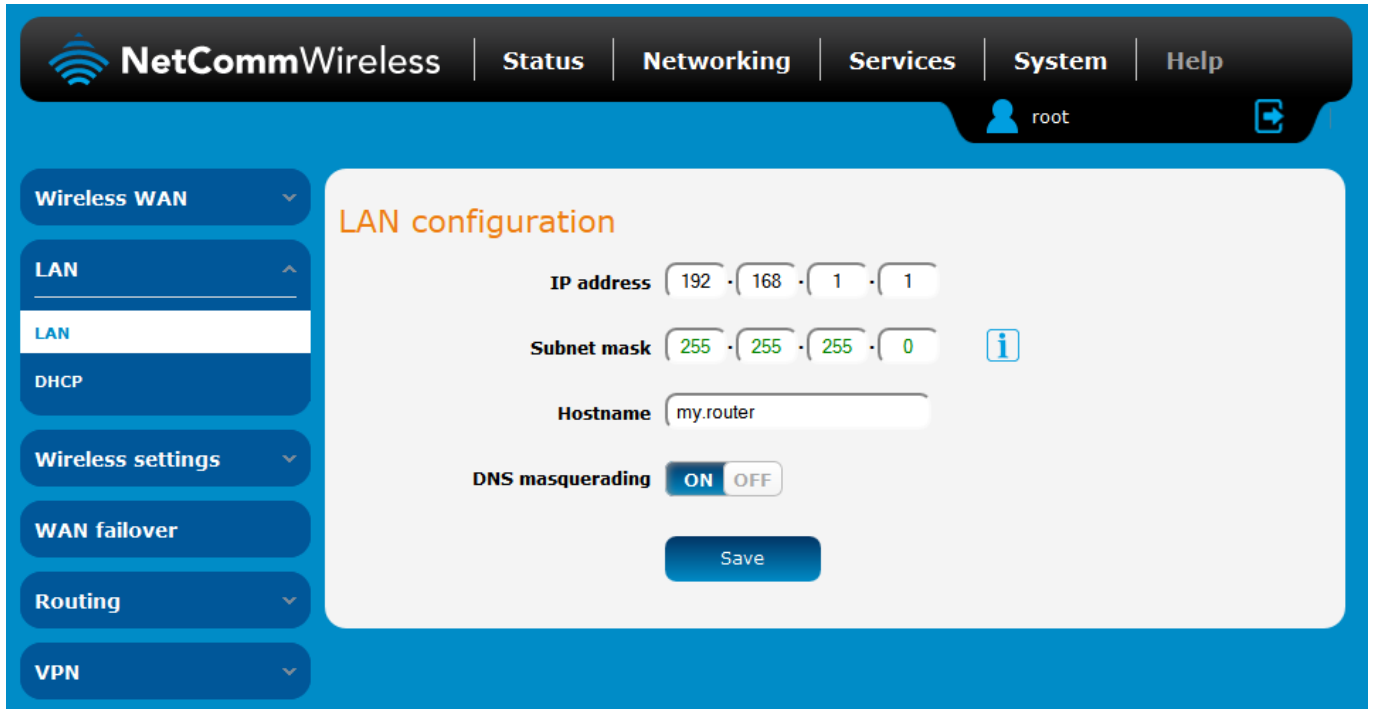 NetCommWireless Status Networking Services System Help
root
Wireless WAN
LAN
LAN
DHCP
Wireless settings
WAN failover
Routing
VPN
LAN configuration
IP address 192 · 168 · 1 · 1
Subnet mask 255 · 255 · 255 · 0 i
Hostname my.router
DNS masquerading ON OFF
Save